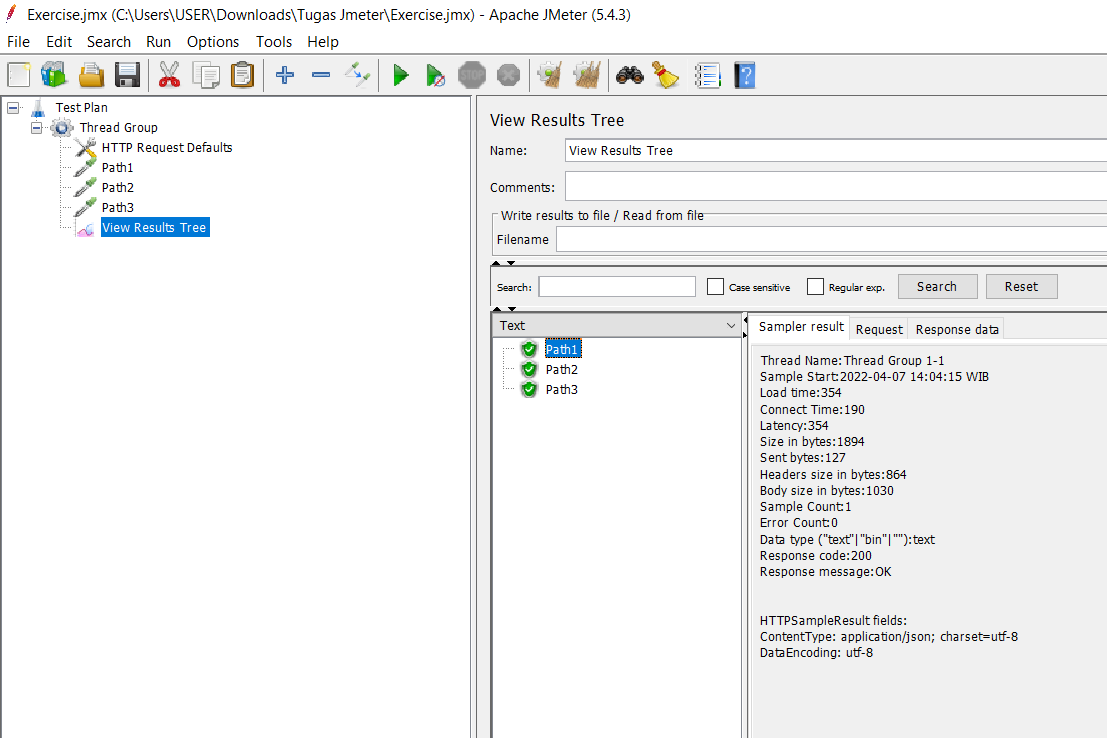 Exercise.jmx (C:\Users\USER\Downloads\Tugas Jmeter\Exercise.jmx) - Apache JMeter (5.4.3)
File Edit Search Run Options Tools Help
STOP
Test Plan
Thread Group
HTTP Request Defaults
Path1
Path2
Path3
View Results Tree
View Results Tree
Name: View Results Tree
Comments:
Write results to file / Read from file
Filename
Search: Case sensitive Regular exp. Search Reset
Text
Path1
Path2
Path3
Sampler result Request Response data
Thread Name:Thread Group 1-1
Sample Start:2022-04-07 14:04:15 WIB
Load time:354
Connect Time:190
Latency:354
Size in bytes:1894
Sent bytes:127
Headers size in bytes:864
Body size in bytes:1030
Sample Count:1
Error Count:0
Data type ("text"|"bin"|""):text
Response code:200
Response message:OK
HTTPSampleResult fields:
ContentType: application/json; charset=utf-8
DataEncoding: utf-8